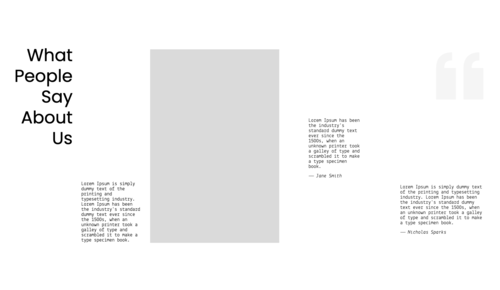 What
People
Say
About
Us
Lorem Ipsum is simply
dummy text of the
printing and
typesetting industry.
Lorem Ipsum has been
the industry's standard
dummy text ever since
the 1500s, when an
unknown printer took a
galley of type and
scrambled it to make a
type specimen book.
Lorem Ipsum has been
the industry's
standard dummy text
ever since the
1500s, when an
unknown printer took
a galley of type and
scrambled it to make
a type specimen
book.
—— Jane Smith
“
Lorem Ipsum is simply dummy text
of the printing and typesetting
industry. Lorem Ipsum has been
the industry's standard dummy
text ever since the 1500s, when
an unknown printer took a galley
of type and scrambled it to make
a type specimen book.
—— Nicholas Sparks